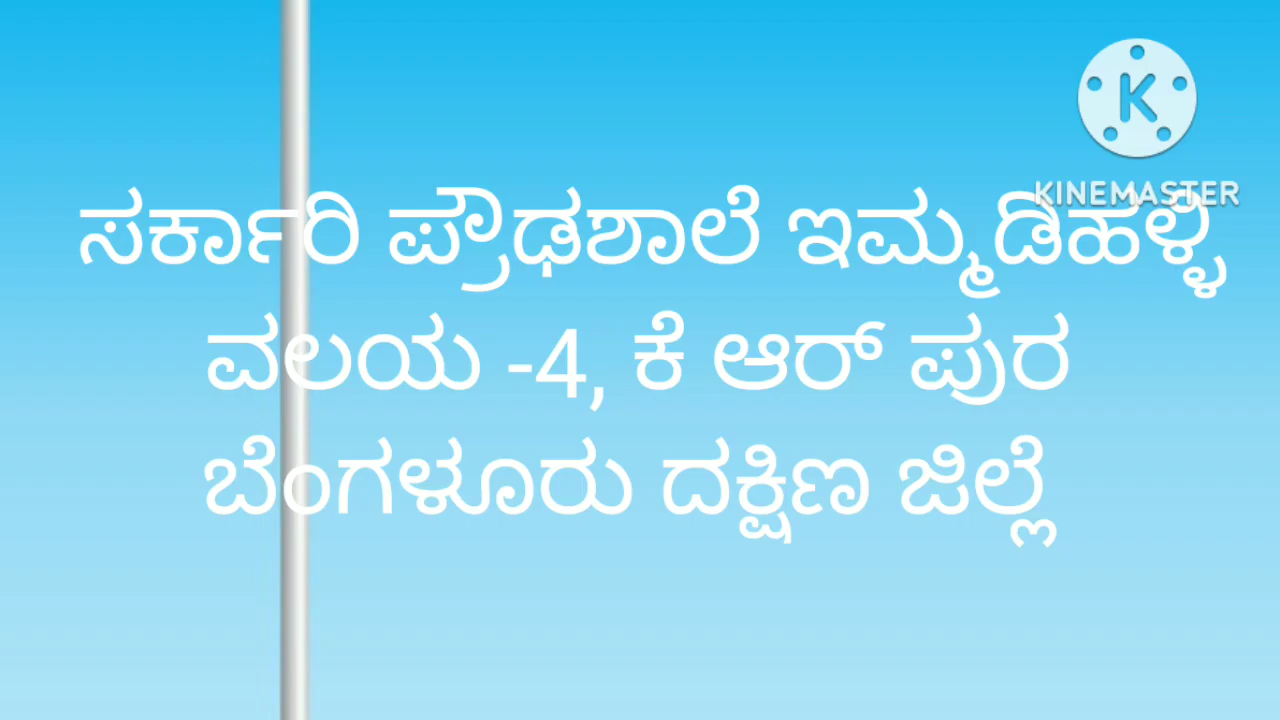 K
KINEMASTER
ಸರ್ಕಾರಿ ಪ್ರೌಢಶಾಲೆ ಇಮ್ಮಡಿಹಳ್ಳಿ
ವಲಯ -4, ಕೆ ಆರ್ ಪುರ
ಬೆಂಗಳೂರು ದಕ್ಷಿಣ ಜಿಲ್ಲೆ